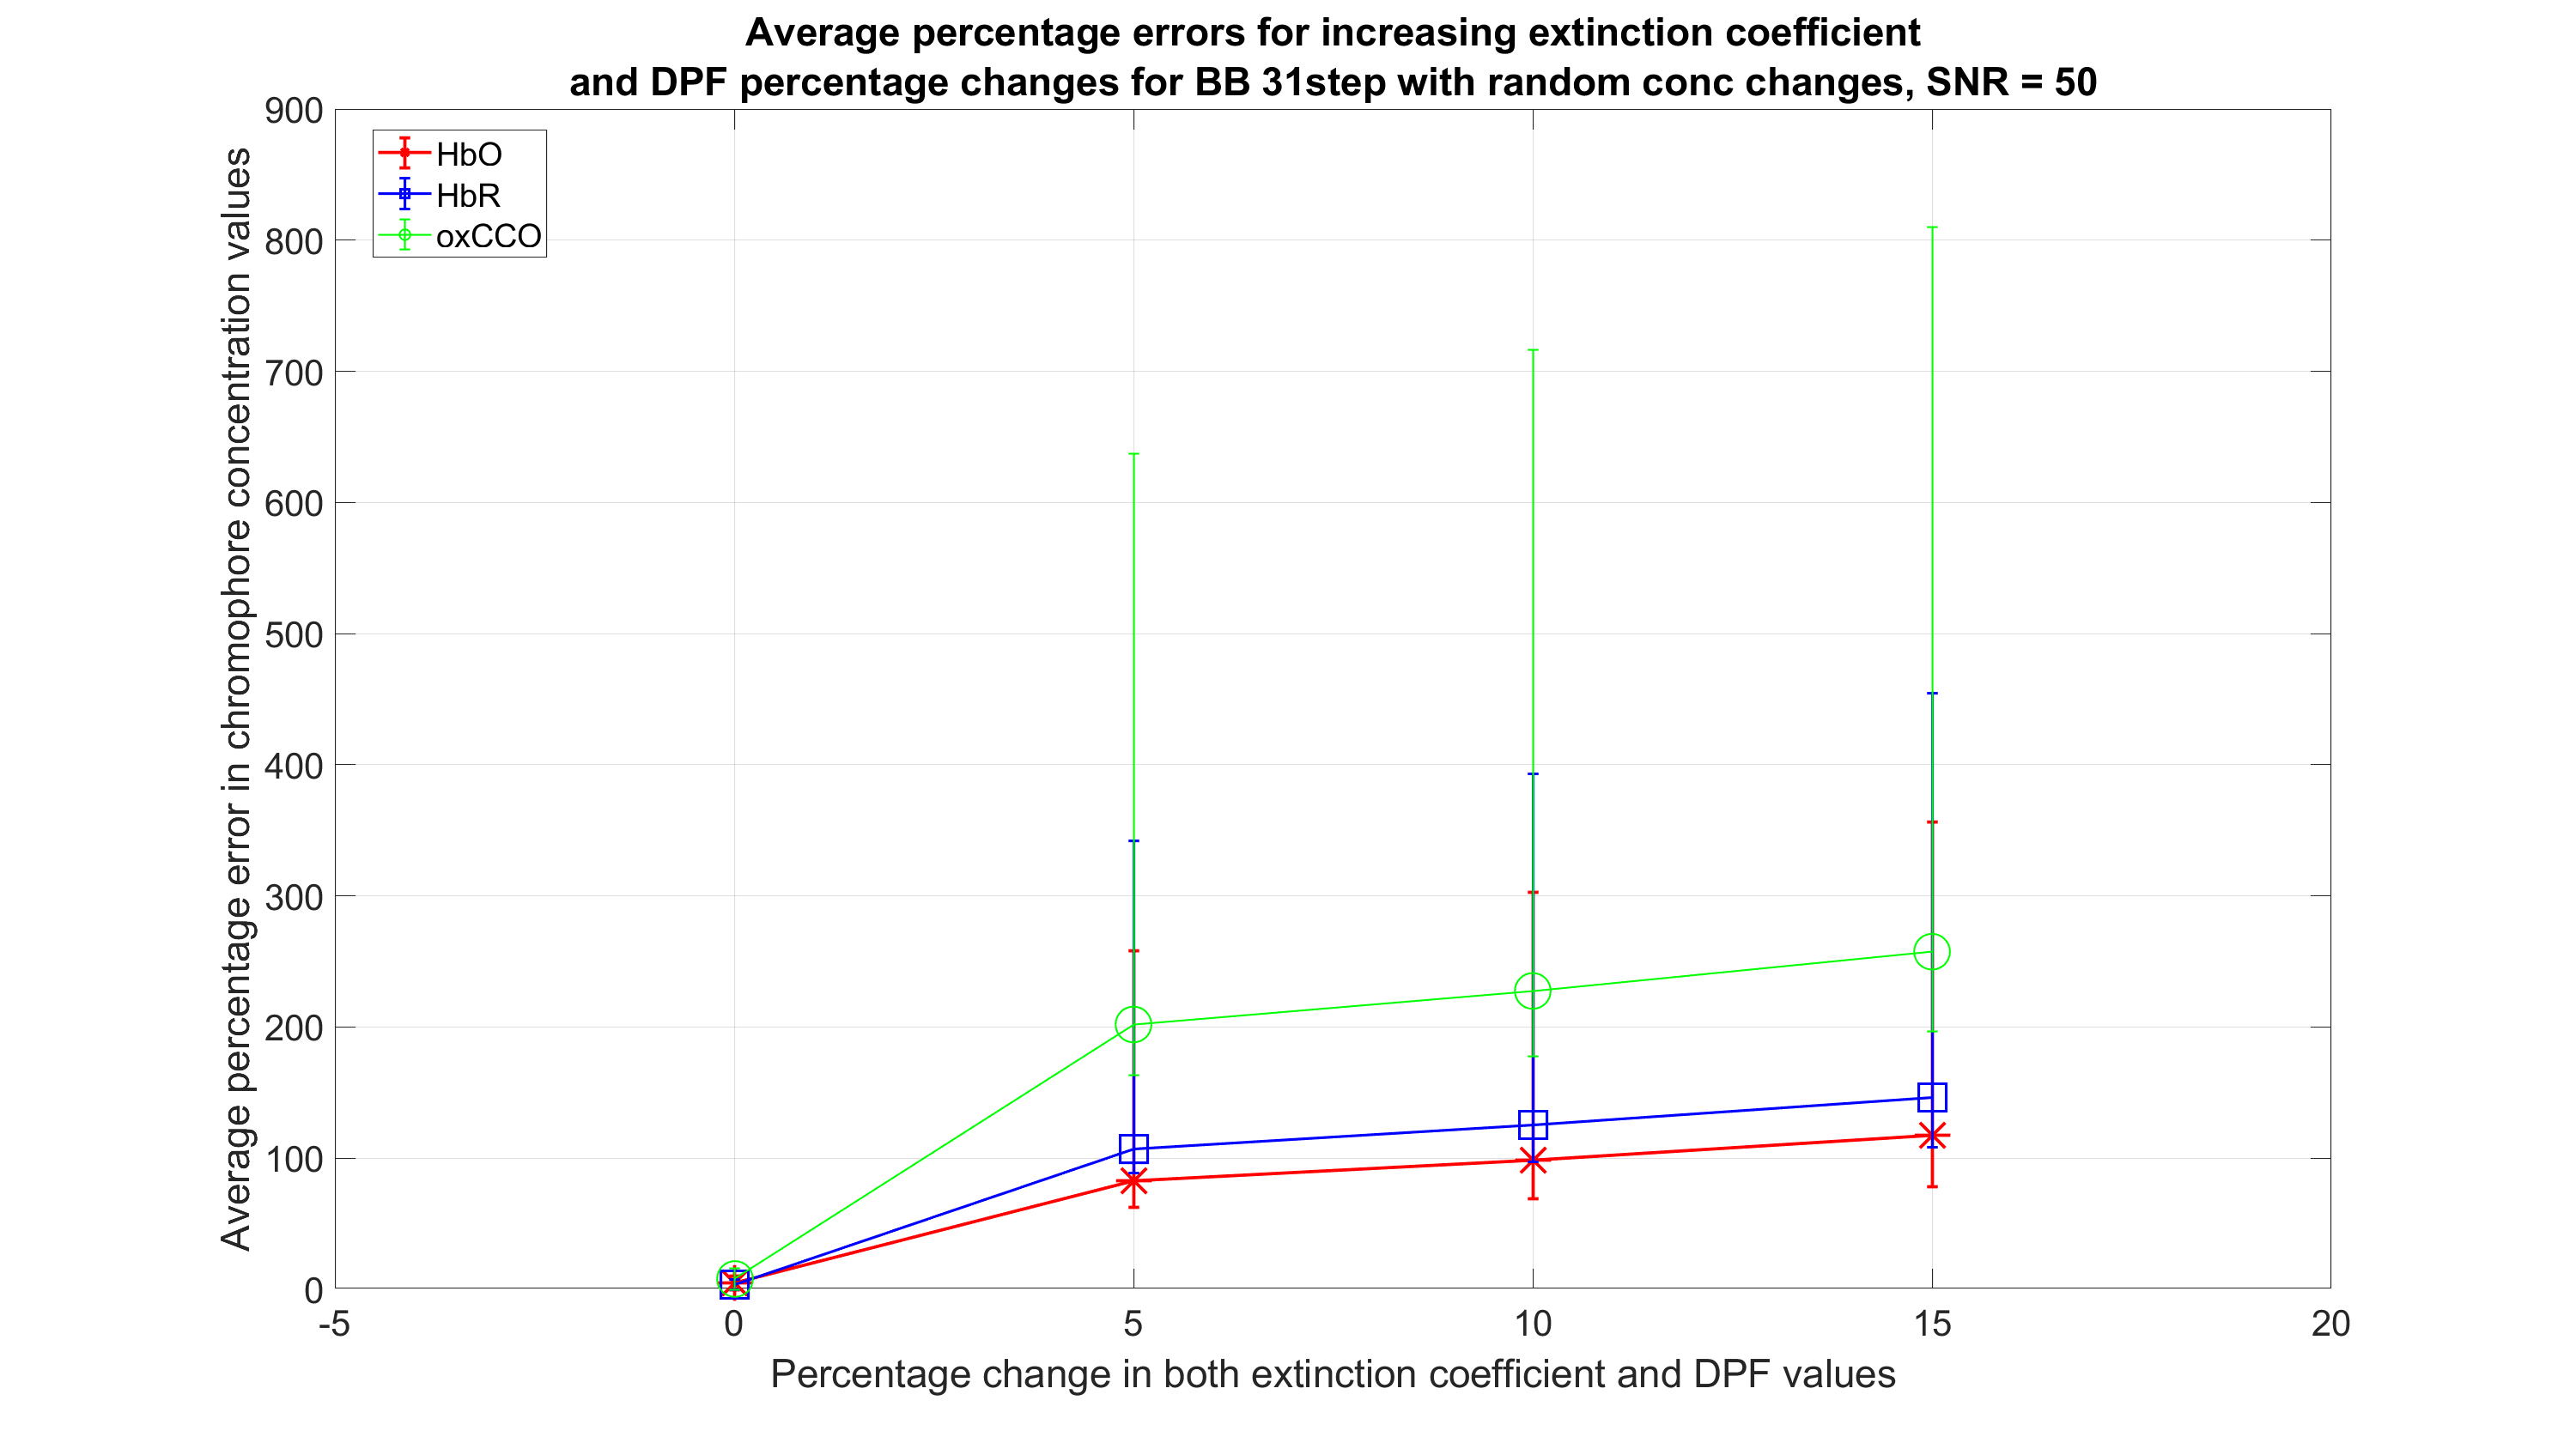 Average percentage errors for increasing extinction coefficient
and DPF percentage changes for BB 31step with random conc changes, SNR = 50
HbO
HbR
oxCCO
Average percentage error in chromophore concentration values
900
800
700
600
500
400
300
200
100
0
-5
0
5
10
15
20
Percentage change in both extinction coefficient and DPF values